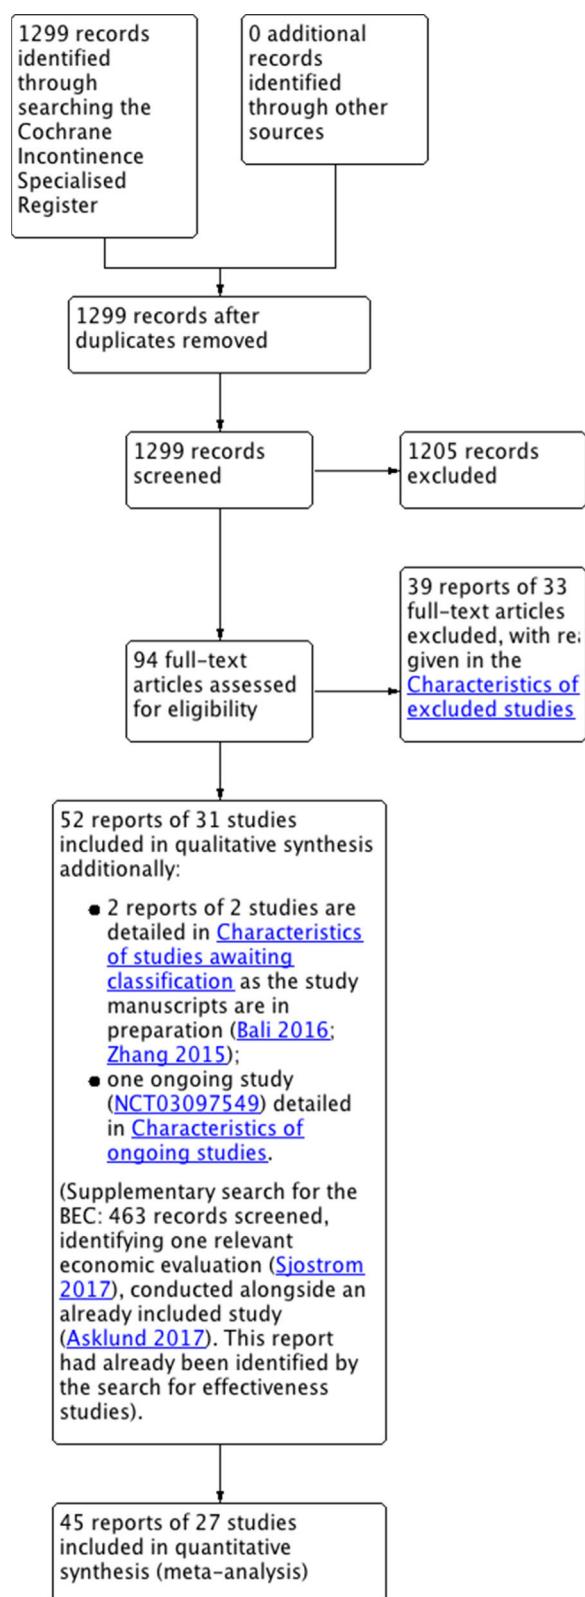 1299 records
identified
through
searching the
Cochrane
Incontinence
Specialised
Register
0 additional
records
identified
through other
sources
1299 records after
duplicates removed
1299 records
screened
1205 records
excluded
94 full-text
articles assessed
for eligibility
39 reports of 33
full-text articles
excluded, with
given in the
Characteristics of
excluded studies
52 reports of 31 studies
included in qualitative synthesis
additionally:
2 reports of 2 studies are
detailed in Characteristics
of studies awaiting
classification as the study
manuscripts are in
preparation (Bali 2016;
Zhang 2015);
one ongoing study
(NCT03097549) detailed
in Characteristics of
ongoing studies.
(Supplementary search for the
BEC: 463 records screened,
identifying one relevant
economic evaluation (Sjostrom
2017), conducted alongside an
already included study
(Asklund 2017). This report
had already been identified by
the search for effectiveness
studies).
45 reports of 27 studies
included in quantitative
synthesis (meta-analysis)